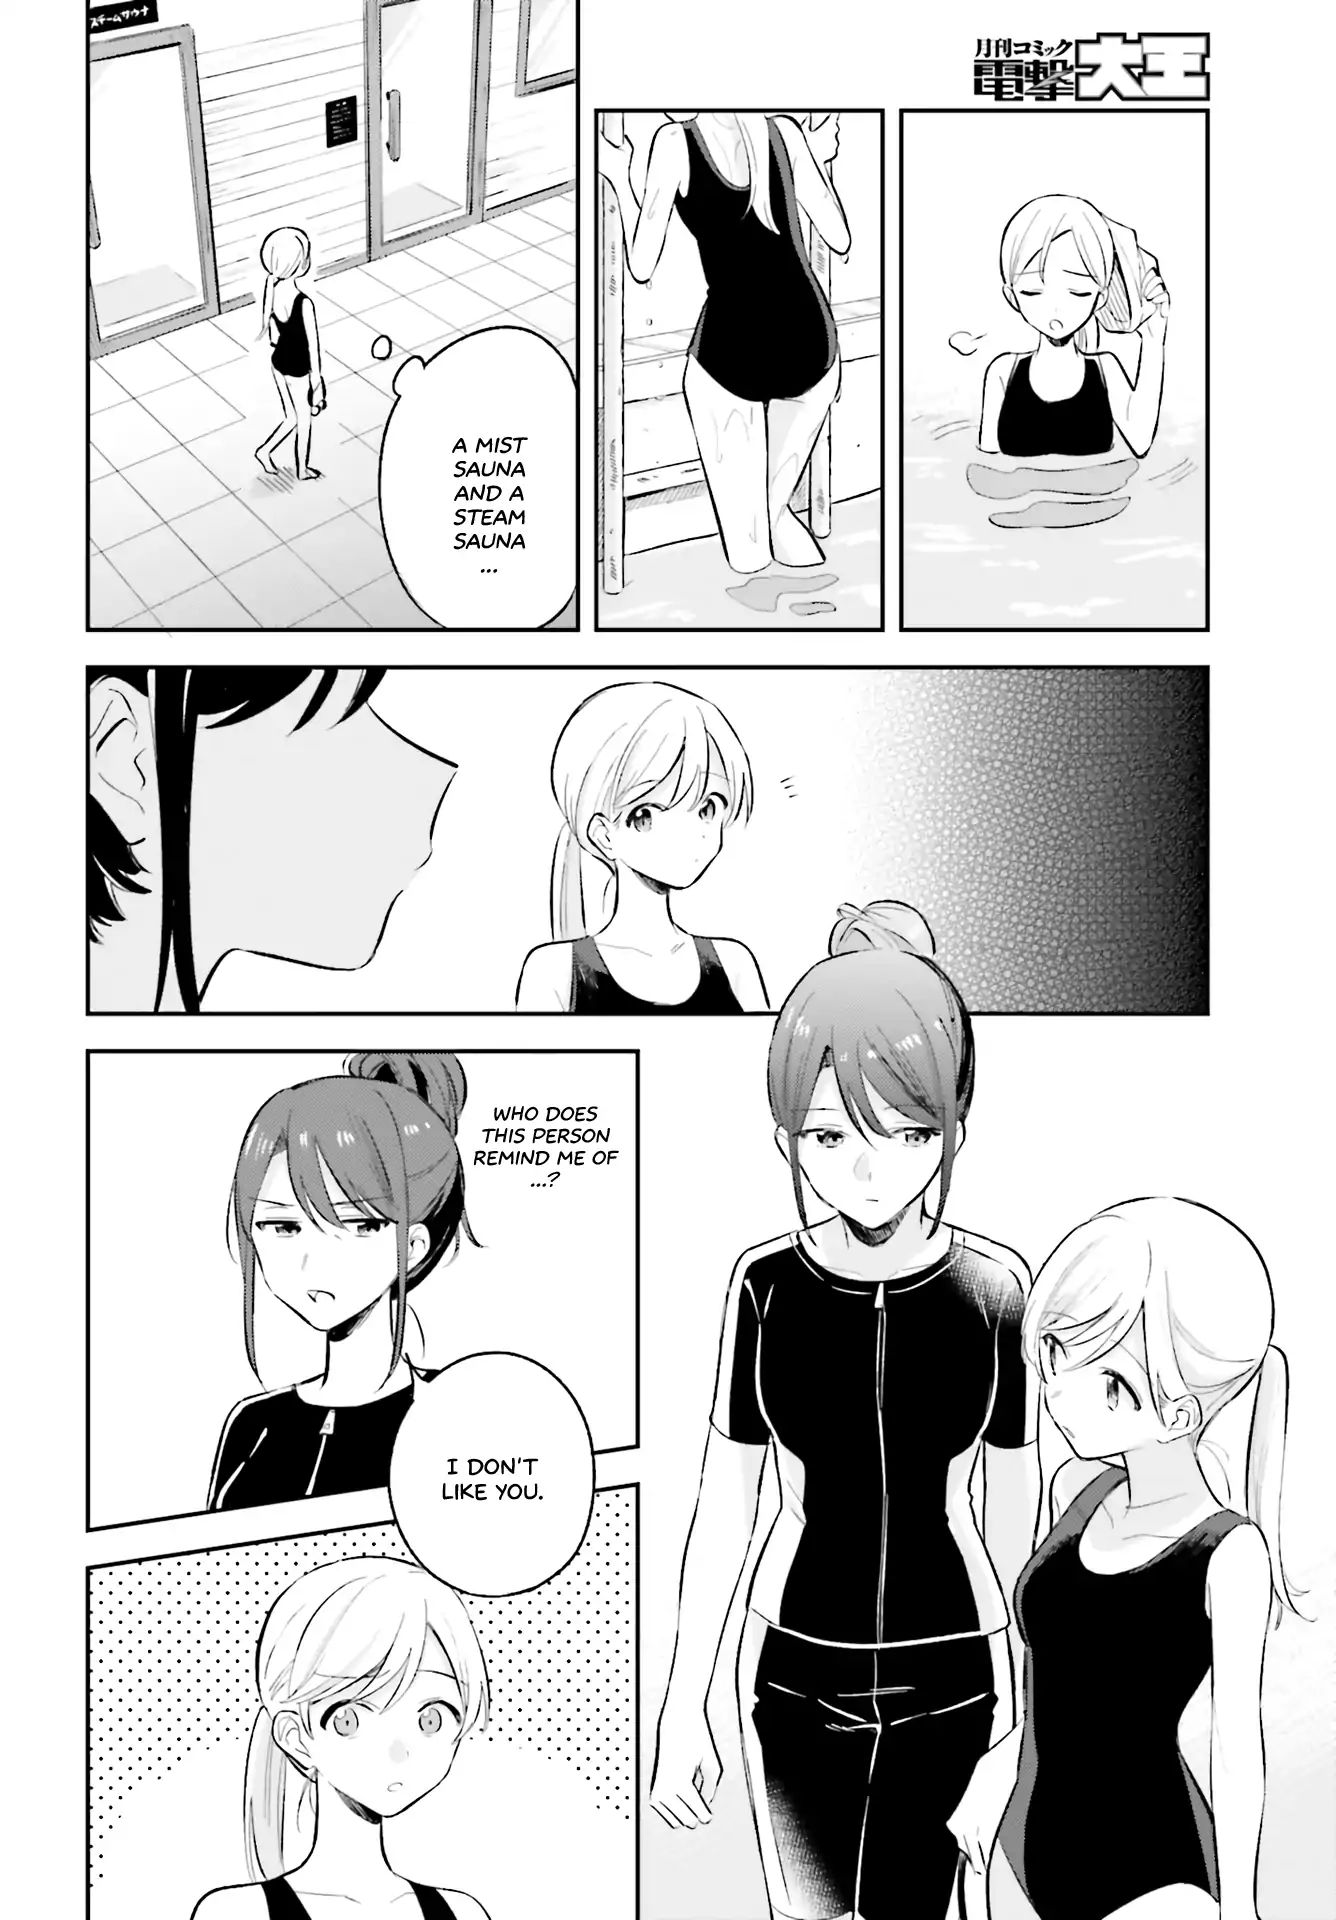 月刊コミック
電撃大王
スチームサウナ
A MIST
SAUNA
AND A
STEAM
SAUNA
...
WHO DOES
THIS PERSON
REMIND ME OF
...?
I DON'T
LIKE YOU.